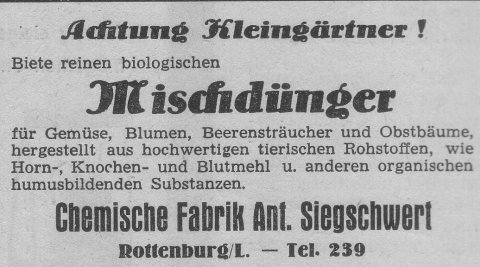 Achtung Kleingärtner !
Biete reinen biologischen
Mischdünger
für Gemüse, Blumen, Beerensträucher und Obstbäume,
hergestellt aus hochwertigen tierischen Rohstoffen, wie
Horn-, Knochen- und Blutmehl u. anderen organischen
humusbildenden Substanzen.
Chemische Fabrik Ant. Siegschwert
Rottenburg/L. — Tel. 239